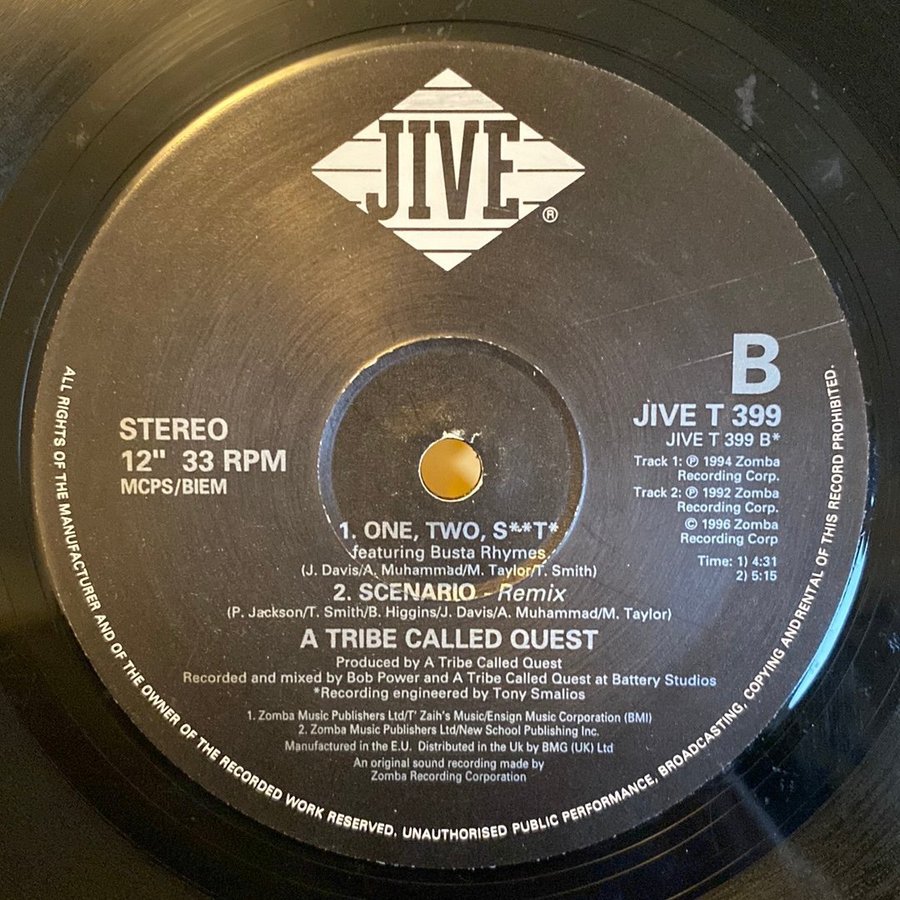 JIVE®
B
JIVE T 399
JIVE T 399 B*
Track 1: ℗ 1994 Zomba
Recording Corp.
Track 2: ℗ 1992 Zomba
Recording Corp.
© 1996 Zomba
Recording Corp
Time: 1) 4:31
2) 5:15
STEREO
12" 33 RPM
MCPS/BIEM
1. ONE, TWO, S**T*
featuring Busta Rhymes.
(J. Davis/A. Muhammad/M. Taylor/T. Smith)
2. SCENARIO - Remix
(P. Jackson/T. Smith/B. Higgins/J. Davis/A. Muhammad/M. Taylor)
A TRIBE CALLED QUEST
Produced by A Tribe Called Quest
Recorded and mixed by Bob Power and A Tribe Called Quest at Battery Studios
*Recording engineered by Tony Smalios
1. Zomba Music Publishers Ltd/T' Zaih's Music/Ensign Music Corporation (BMI)
2. Zomba Music Publishers Ltd/New School Publishing Inc.
Manufactured in the E.U. Distributed in the Uk by BMG (UK) Ltd
An original sound recording made by
Zomba Recording Corporation
ALL RIGHTS OF THE MANUFACTURER AND OF THE OWNER OF THE RECORDED WORK RESERVED. UNAUTHORISED PUBLIC PERFORMANCE, BROADCASTING, COPYING ANDRENTAL OF THIS RECORD PROHIBITED.